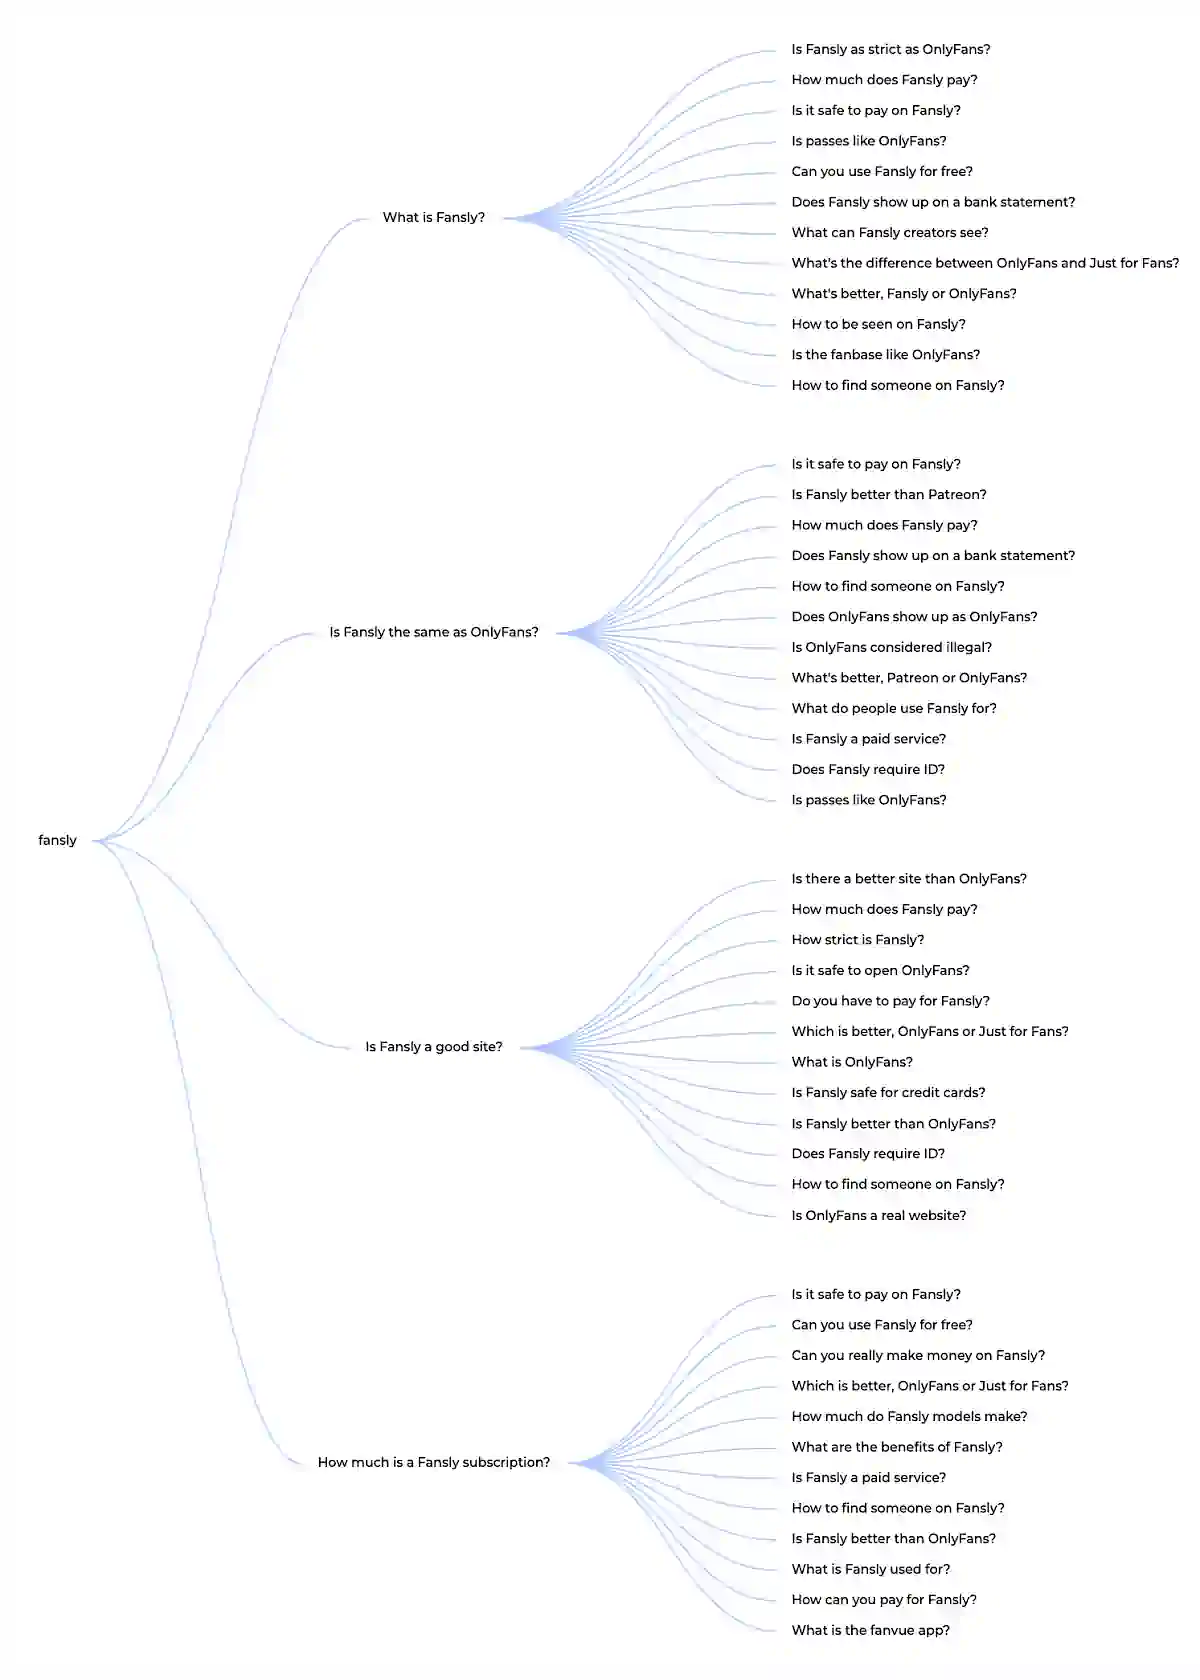 Is Fansly as strict as OnlyFans?
How much does Fansly pay?
Is it safe to pay on Fansly?
Is passes like OnlyFans?
Can you use Fansly for free?
Does Fansly show up on a bank statement?
What is Fansly?
What can Fansly creators see?
What's the difference between OnlyFans and Just for Fans?
What's better, Fansly or OnlyFans?
How to be seen on Fansly?
Is the fanbase like OnlyFans?
How to find someone on Fansly?
Is it safe to pay on Fansly?
Is Fansly better than Patreon?
How much does Fansly pay?
Does Fansly show up on a bank statement?
How to find someone on Fansly?
Does OnlyFans show up as OnlyFans?
Is Fansly the same as OnlyFans?
Is OnlyFans considered illegal?
What's better, Patreon or OnlyFans?
What do people use Fansly for?
Is Fansly a paid service?
Does Fansly require ID?
Is passes like OnlyFans?
fansly
Is there a better site than OnlyFans?
How much does Fansly pay?
How strict is Fansly?
Is it safe to open OnlyFans?
Do you have to pay for Fansly?
Which is better, OnlyFans or Just for Fans?
Is Fansly a good site?
What is OnlyFans?
Is Fansly safe for credit cards?
Is Fansly better than OnlyFans?
Does Fansly require ID?
How to find someone on Fansly?
Is OnlyFans a real website?
Is it safe to pay on Fansly?
Can you use Fansly for free?
Can you really make money on Fansly?
Which is better, OnlyFans or Just for Fans?
How much do Fansly models make?
What are the benefits of Fansly?
How much is a Fansly subscription?
Is Fansly a paid service?
How to find someone on Fansly?
Is Fansly better than OnlyFans?
What is Fansly used for?
How can you pay for Fansly?
What is the fanvue app?